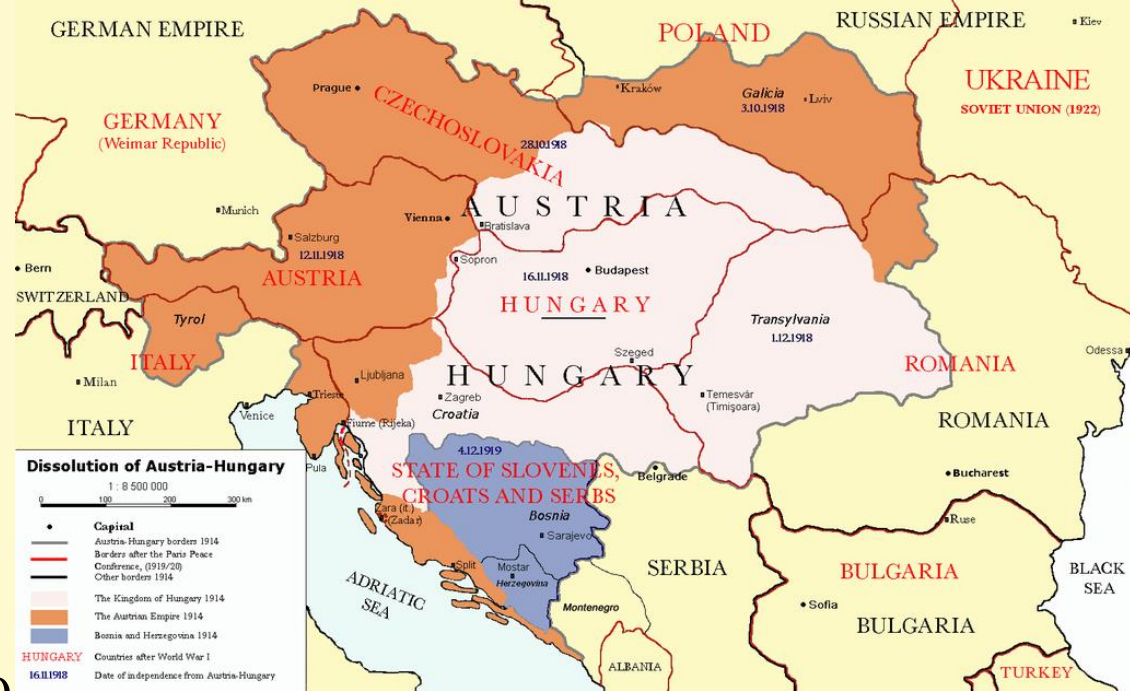 GERMAN EMPIRE
RUSSIAN EMPIRE
Kiev
POLAND
UKRAINE
SOVIET UNION (1922)
Prague
Kraków
Galicia
3.10.1918
Lviv
CZECHOSLOVAKIA
28.10.1918
GERMANY
(Weimar Republic)
Munich
Vienna
AUSTRIA
Bratislava
Salzburg
12.11.1918
AUSTRIA
Sopron
16.11.1918
Budapest
HUNGARY
Bern
SWITZERLAND
Tyrol
Transylvania
1.12.1918
ITALY
Milan
Szeged
ROMANIA
Odessa
HUNGARY
Ljubljana
Zagreb
Croatia
Temesvár
(Timişoara)
Trieste
Venice
Fiume (Rijeka)
ITALY
ROMANIA
Pula
4.12.1919
STATE OF SLOVENES,
CROATS AND SERBS
Belgrade
Bucharest
Zara (it.)
(Zadar)
Bosnia
Sarajevo
Ruse
Split
Mostar
Herzegovina
SERBIA
BULGARIA
BLACK
SEA
ADRIATIC
SEA
Montenegro
Sofia
BULGARIA
ALBANIA
TURKEY
Dissolution of Austria-Hungary
1 : 8 500 000
0 100 200 300 km
Capital
Austria-Hungary borders 1914
Borders after the Paris Peace
Conference, (1919/20)
Other borders 1914
The Kingdom of Hungary 1914
The Austrian Empire 1914
Bosnia and Herzegovina 1914
HUNGARY Countries after World War I
16.11.1918 Date of independence from Austria-Hungary